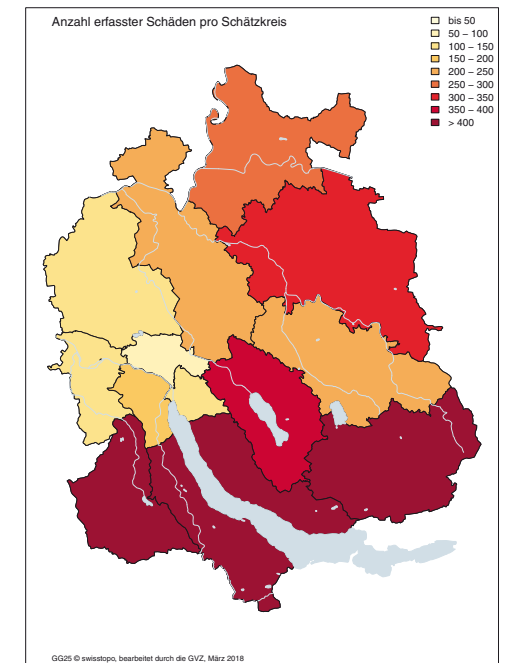 Anzahl erfasster Schäden pro Schätzkreis
bis 50
50 – 100
100 – 150
150 – 200
200 – 250
250 – 300
300 – 350
350 – 400
> 400
GG25 © swisstopo, bearbeitet durch die GVZ, März 2018